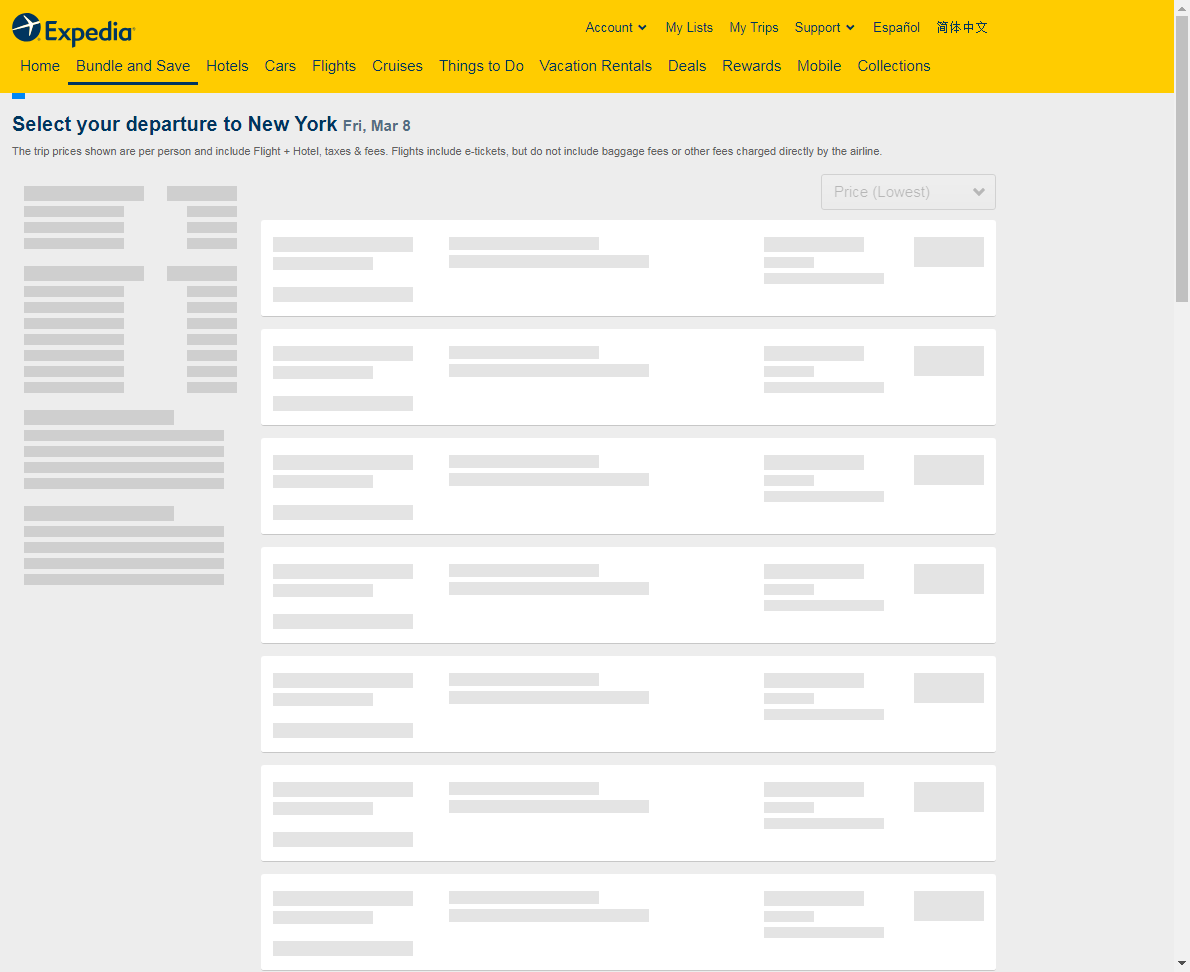 Expedia
Account My Lists My Trips Support Español 简体中文
Home Bundle and Save Hotels Cars Flights Cruises Things to Do Vacation Rentals Deals Rewards Mobile Collections
Select your departure to New York Fri, Mar 8
The trip prices shown are per person and include Flight + Hotel, taxes & fees. Flights include e-tickets, but do not include baggage fees or other fees charged directly by the airline.
Price (Lowest)